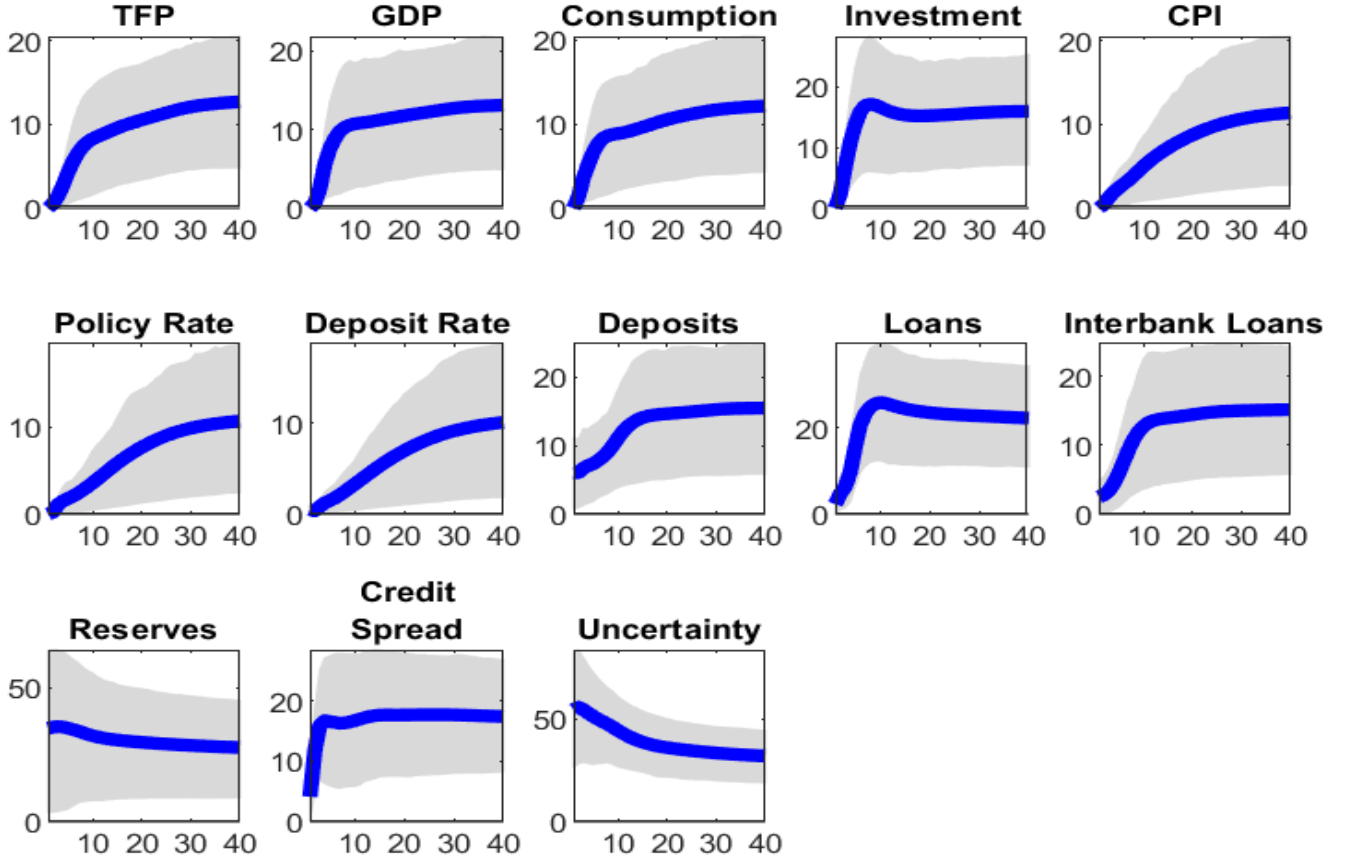 TFP GDP Consumption Investment CPI
20 20 20 20 20
10 10 10 10 10
0 0 0 0 0
10 20 30 40 10 20 30 40 10 20 30 40 10 20 30 40 10 20 30 40
Policy Rate Deposit Rate Deposits Loans Interbank Loans
10 10 20 20 20
10 10
0 0 0 0 0
10 20 30 40 10 20 30 40 10 20 30 40 10 20 30 40 10 20 30 40
Credit
Reserves Spread Uncertainty
50 20 50
10
0 0 0
10 20 30 40 10 20 30 40 10 20 30 40